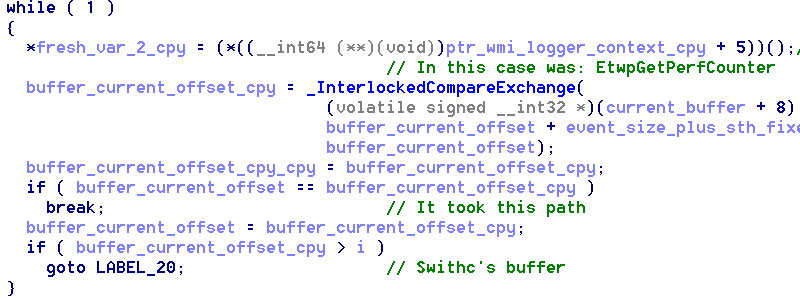 while ( 1 )
{
*fresh_var_2_cpy = (*((__int64 (**)(void))ptr_wmi_logger_context_cpy + 5))();/
// In this case was: EtwpGetPerfCounter
buffer_current_offset_cpy = _InterlockedCompareExchange(
(volatile signed __int32 *)(current_buffer + 8)
buffer_current_offset + event_size_plus_sth_fixe
buffer_current_offset);
buffer_current_offset_cpy_cpy = buffer_current_offset_cpy;
if ( buffer_current_offset == buffer_current_offset_cpy )
break; // It took this path
buffer_current_offset = buffer_current_offset_cpy;
if ( buffer_current_offset_cpy > i )
goto LABEL_20; // Swithc's buffer
}